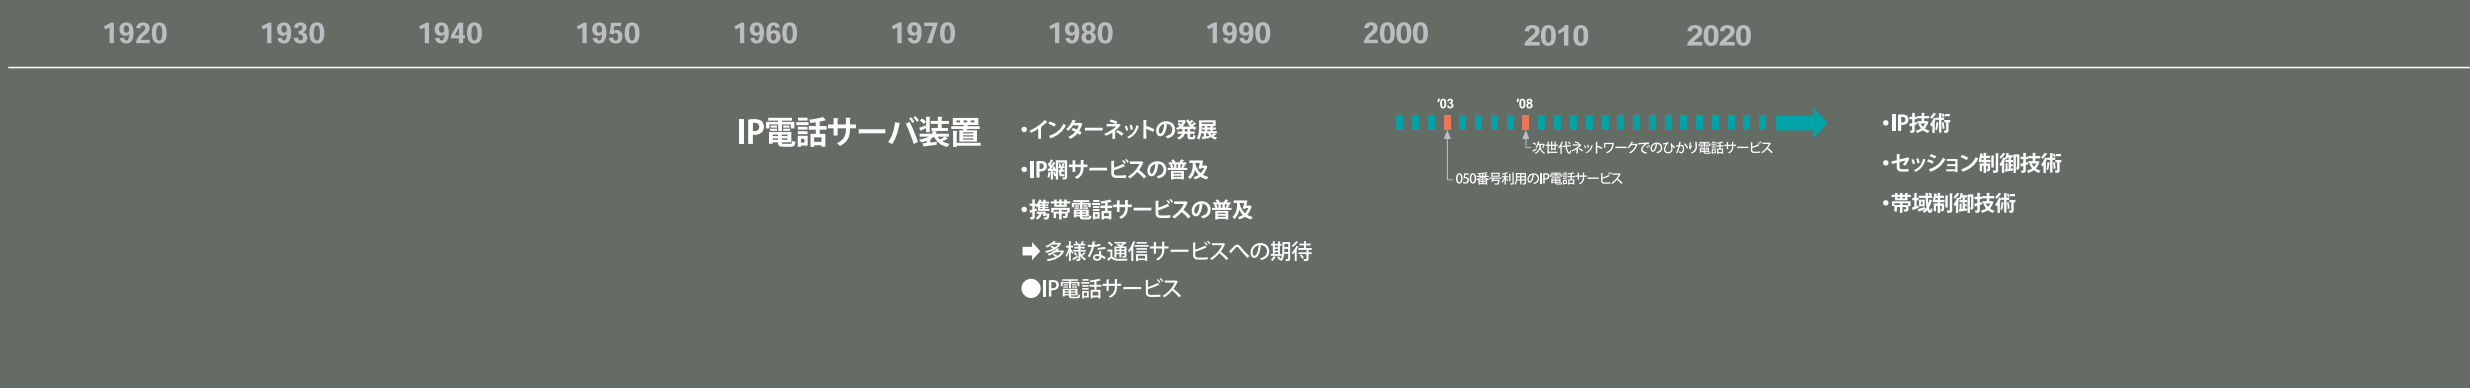 1920 1930 1940 1950 1960 1970 1980 1990 2000 2010 2020
IP電話サーバ装置
・インターネットの発展
・IP網サービスの普及
・携帯電話サービスの普及
➡多様な通信サービスへの期待
●IP電話サービス
'03 '08
次世代ネットワークでのひかり電話サービス
050番号利用のIP電話サービス
・IP技術
・セッション制御技術
・帯域制御技術